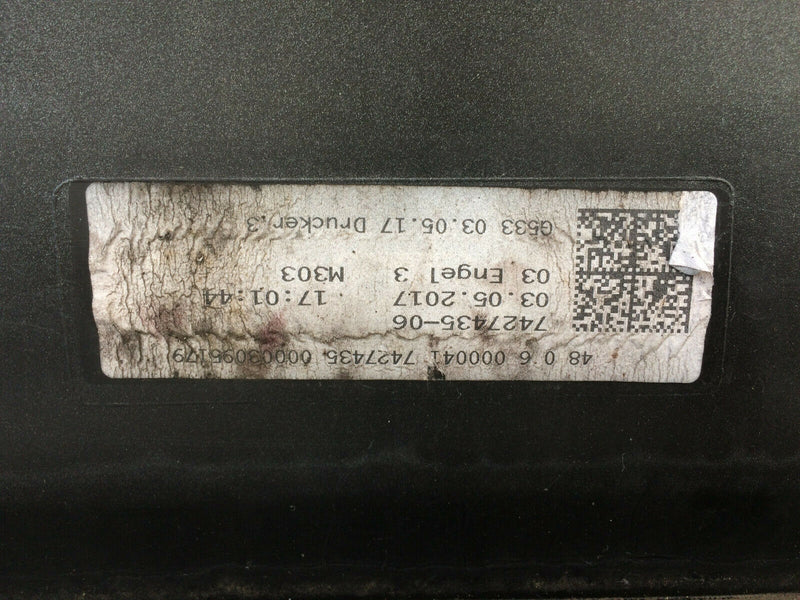 48 0 6 000041 7427435 00003095179
7427435-06
03.05.2017 17:01:44
03 Engel 3 M303
G533 03.05.17 Drucker.3